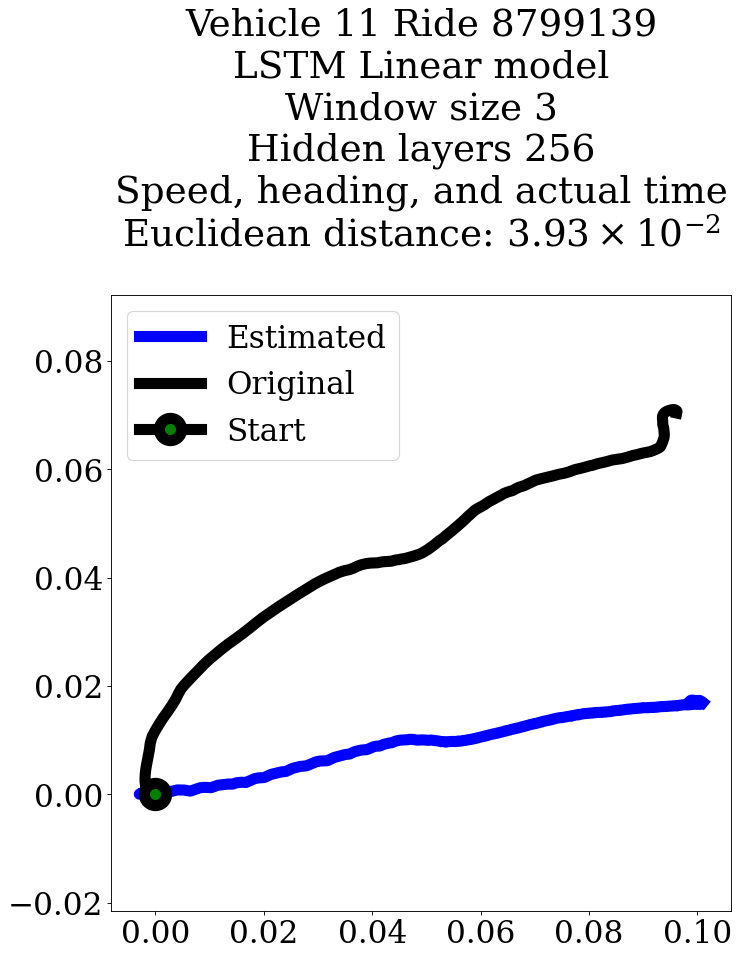 Vehicle 11 Ride 8799139
LSTM Linear model
Window size 3
Hidden layers 256
Speed, heading, and actual time
Euclidean distance: 3.93 × 10⁻²
Estimated
Original
Start
0.08
0.06
0.04
0.02
0.00
−0.02
0.00 0.02 0.04 0.06 0.08 0.10